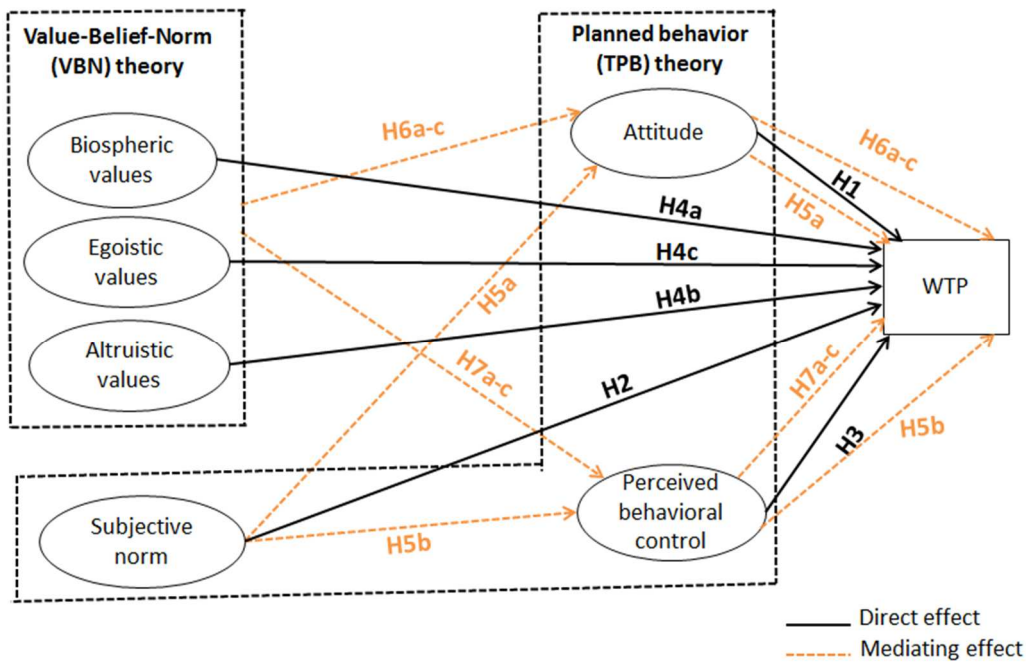 Value-Belief-Norm
(VBN) theory
Biospheric
values
Egoistic
values
Altruistic
values
Subjective
norm
Planned behavior
(TPB) theory
Attitude
Perceived
behavioral
control
WTP
H6a-c
H4a
H4c
H4b
H5a
H7a-c
H2
H5b
H6a-c
H1
H5a
H7a-c
H3
H5b
Direct effect
Mediating effect